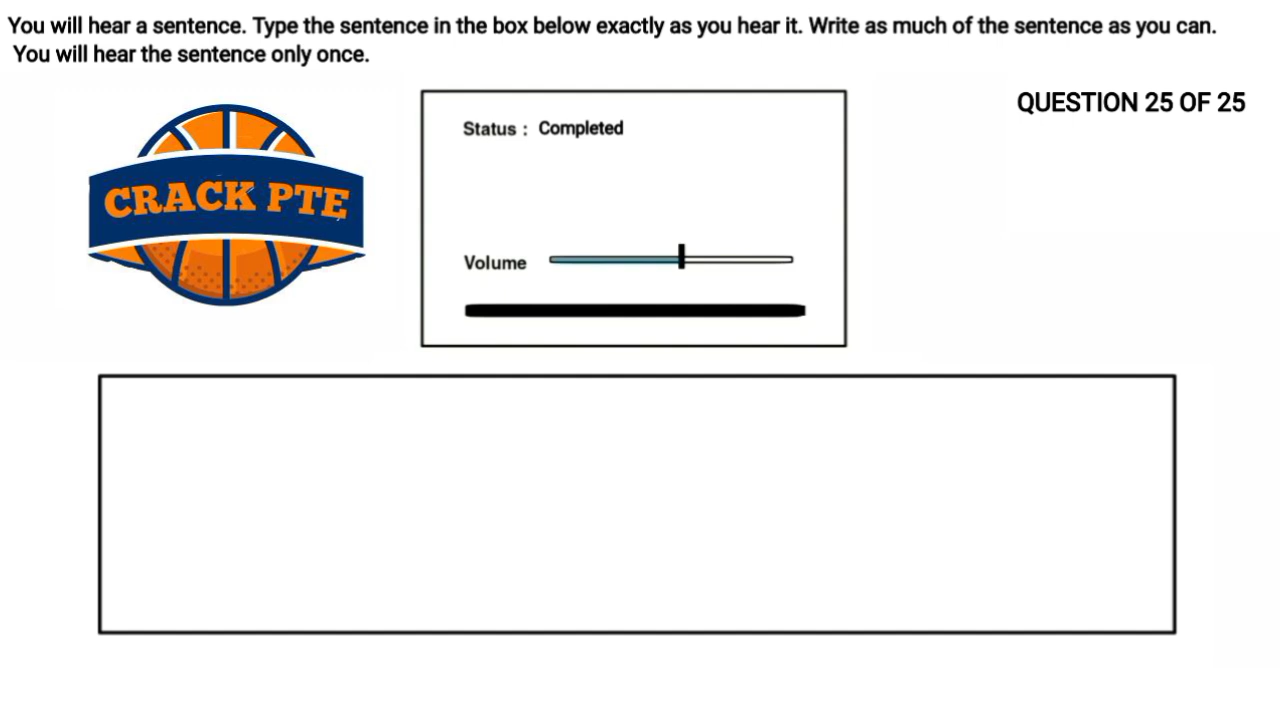 You will hear a sentence. Type the sentence in the box below exactly as you hear it. Write as much of the sentence as you can.
You will hear the sentence only once.
QUESTION 25 OF 25
Status : Completed
CRACK PTE
Volume